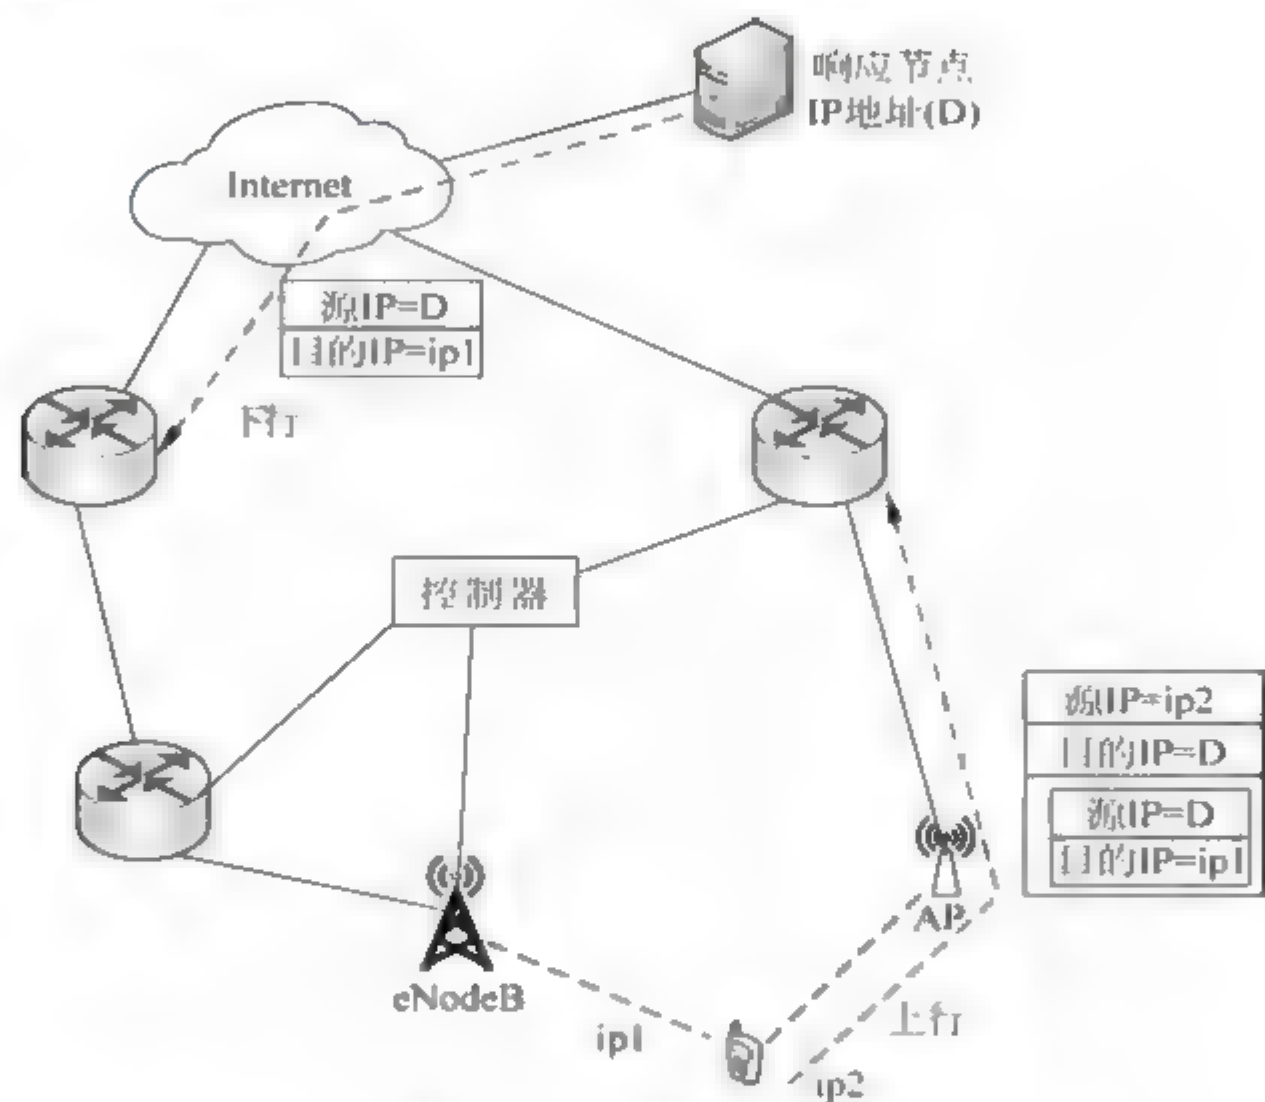 响应节点
IP地址(D)
Internet
源IP=D
目的IP=ip1
下行
控制器
源IP=ip2
目的IP=D
源IP=D
目的IP=ip1
AP
eNodeB
上行
ip1
ip2